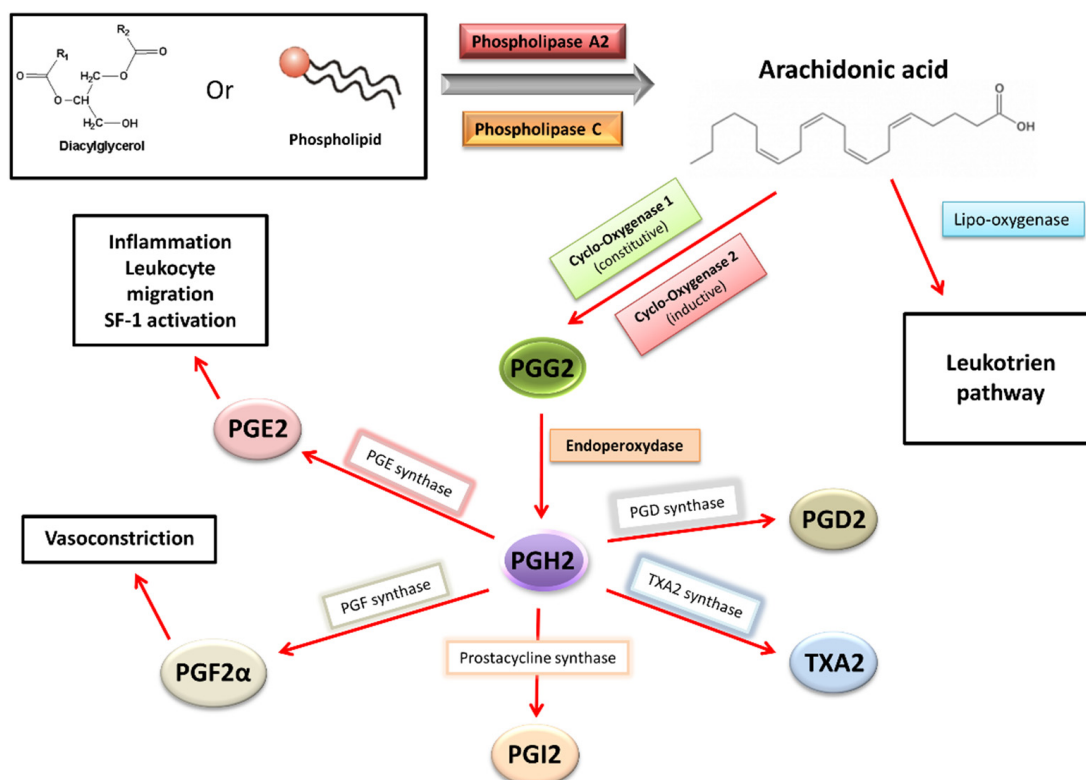 R1
R2
O
O
H2C
O
O
O
CH
H2C
OH
Diacylglycerol
Or
Phospholipid
Phospholipase A2
Phospholipase C
Arachidonic acid
O
OH
Cyclo-Oxygenase 1
(constitutive)
Cyclo-Oxygenase 2
(inductive)
Lipo-oxygenase
Leukotrien
pathway
Inflammation
Leukocyte
migration
SF-1 activation
PGG2
PGE2
Endoperoxydase
PGE synthase
PGD synthase
PGD2
Vasoconstriction
PGH2
PGF synthase
TXA2 synthase
PGF2α
Prostacycline synthase
TXA2
PGI2